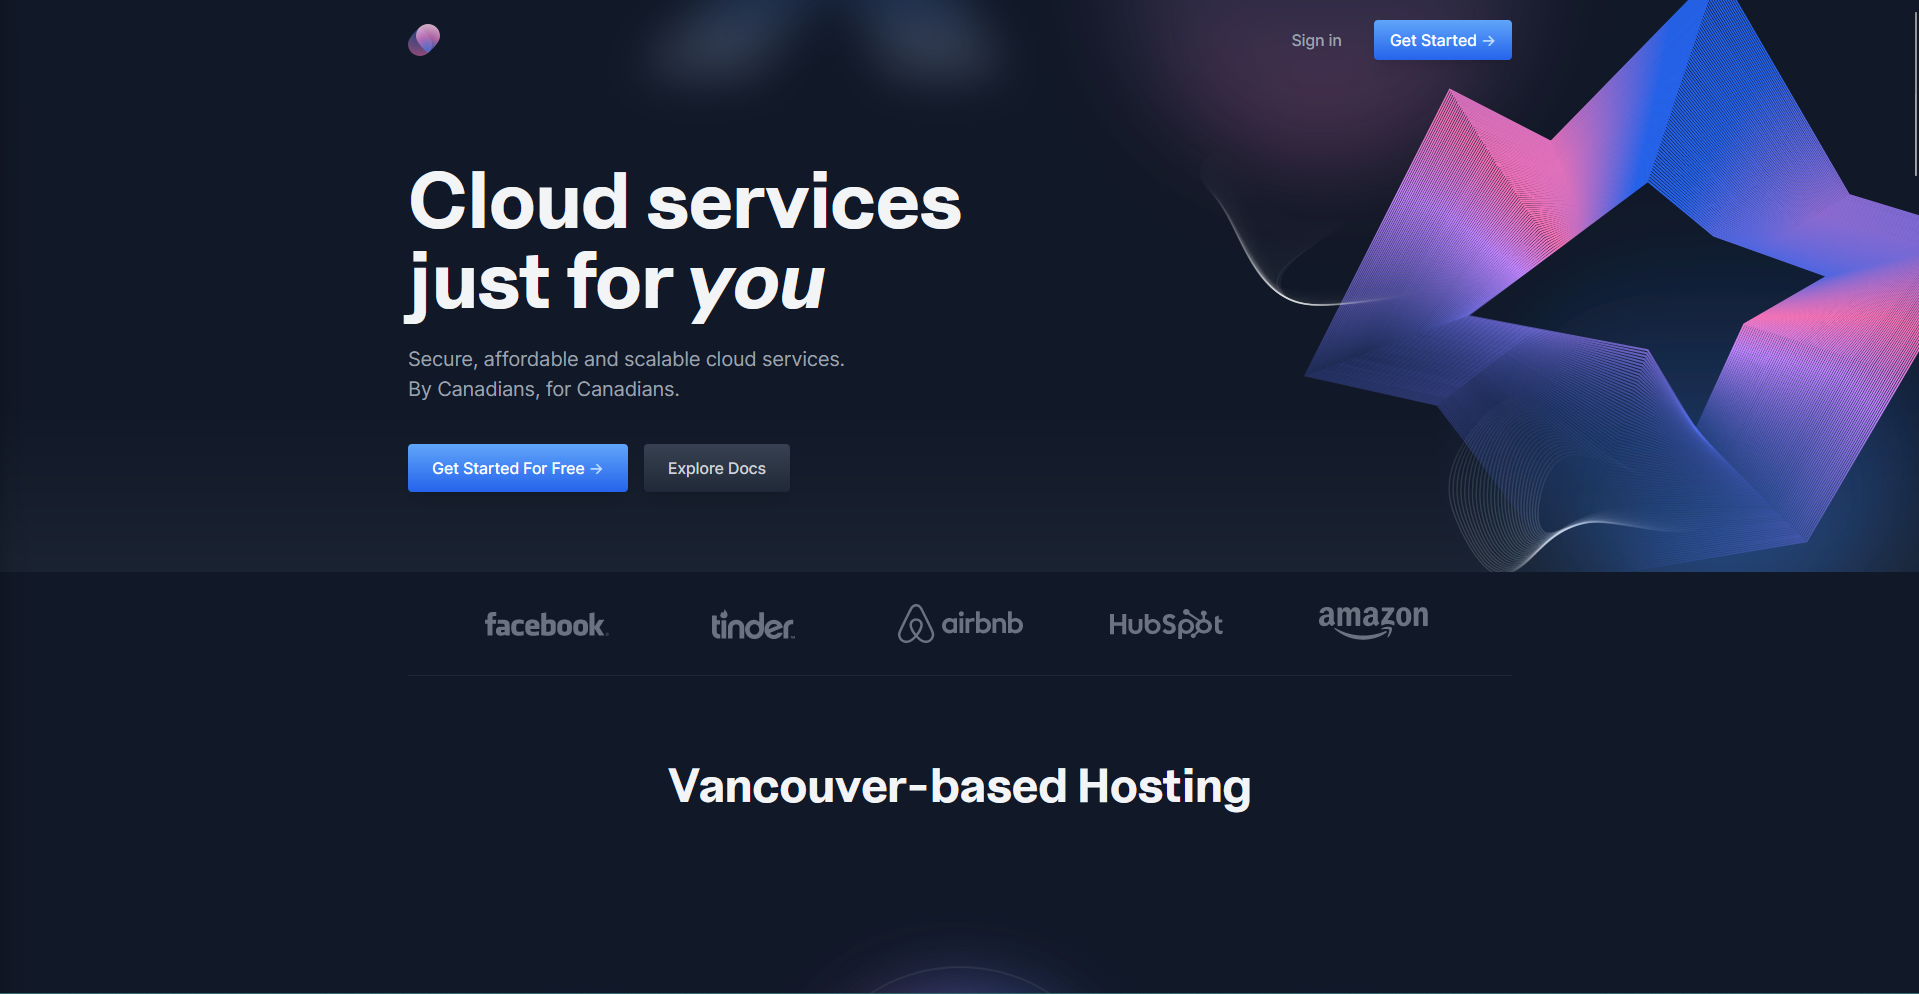 Sign in
Get Started →
Cloud services
just for you
Secure, affordable and scalable cloud services.
By Canadians, for Canadians.
Get Started For Free →
Explore Docs
facebook
tinder
airbnb
HubSpot
amazon
Vancouver-based Hosting